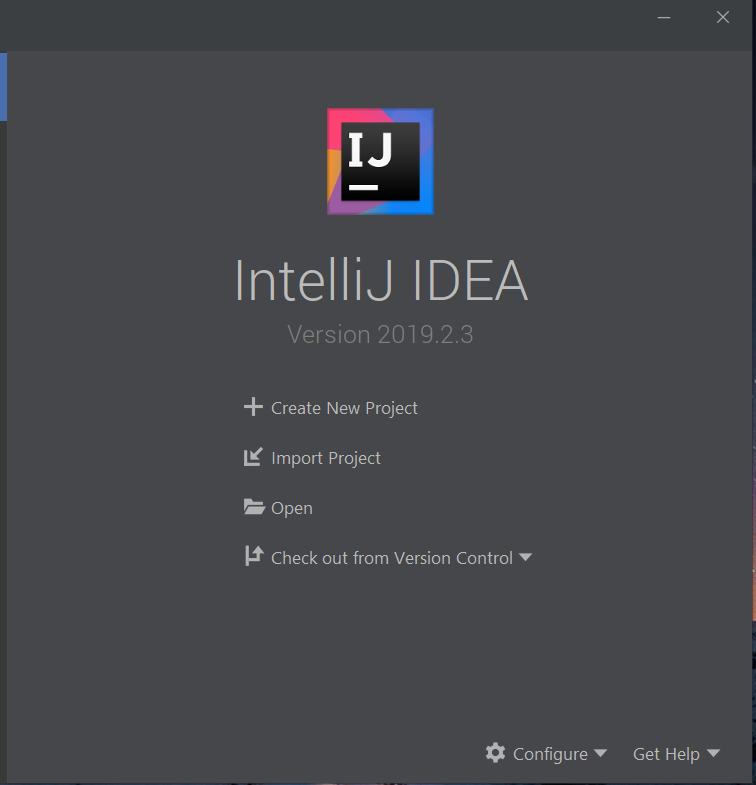 IJ
IntelliJ IDEA
Version 2019.2.3
Create New Project
Import Project
Open
Check out from Version Control
Configure Get Help